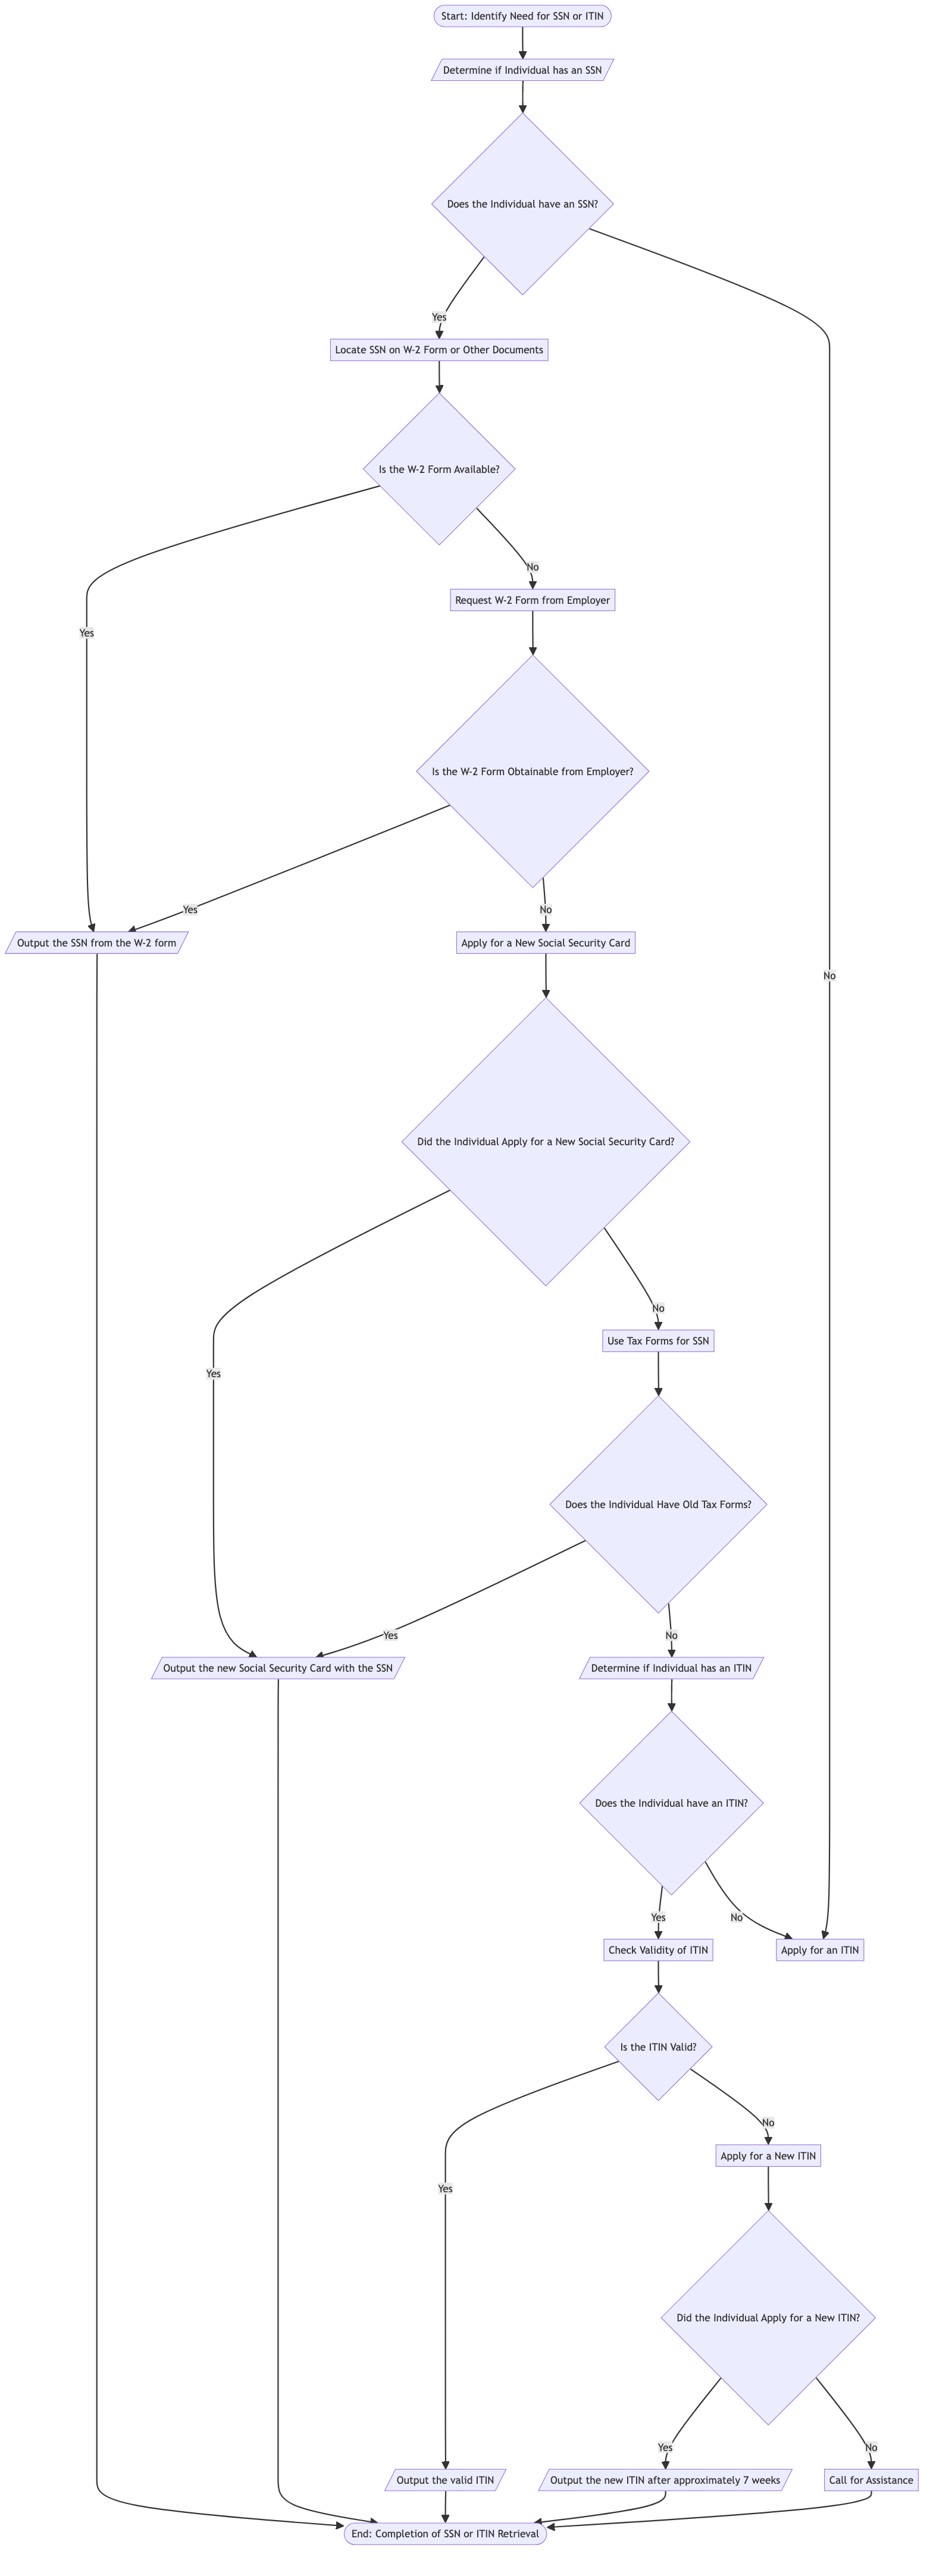 Start: Identify Need for SSN or ITIN
Determine if Individual has an SSN
Does the Individual have an SSN?
Yes
Locate SSN on W-2 Form or Other Documents
Is the W-2 Form Available?
No
Request W-2 Form from Employer
Yes
Is the W-2 Form Obtainable from Employer?
Yes
No
Output the SSN from the W-2 form
Apply for a New Social Security Card
No
Did the Individual Apply for a New Social Security Card?
No
Use Tax Forms for SSN
Yes
Does the Individual Have Old Tax Forms?
Yes
No
Output the new Social Security Card with the SSN
Determine if Individual has an ITIN
Does the Individual have an ITIN?
Yes
No
Check Validity of ITIN
Apply for an ITIN
Is the ITIN Valid?
No
Apply for a New ITIN
Yes
Did the Individual Apply for a New ITIN?
Yes
No
Output the valid ITIN
Output the new ITIN after approximately 7 weeks
Call for Assistance
End: Completion of SSN or ITIN Retrieval